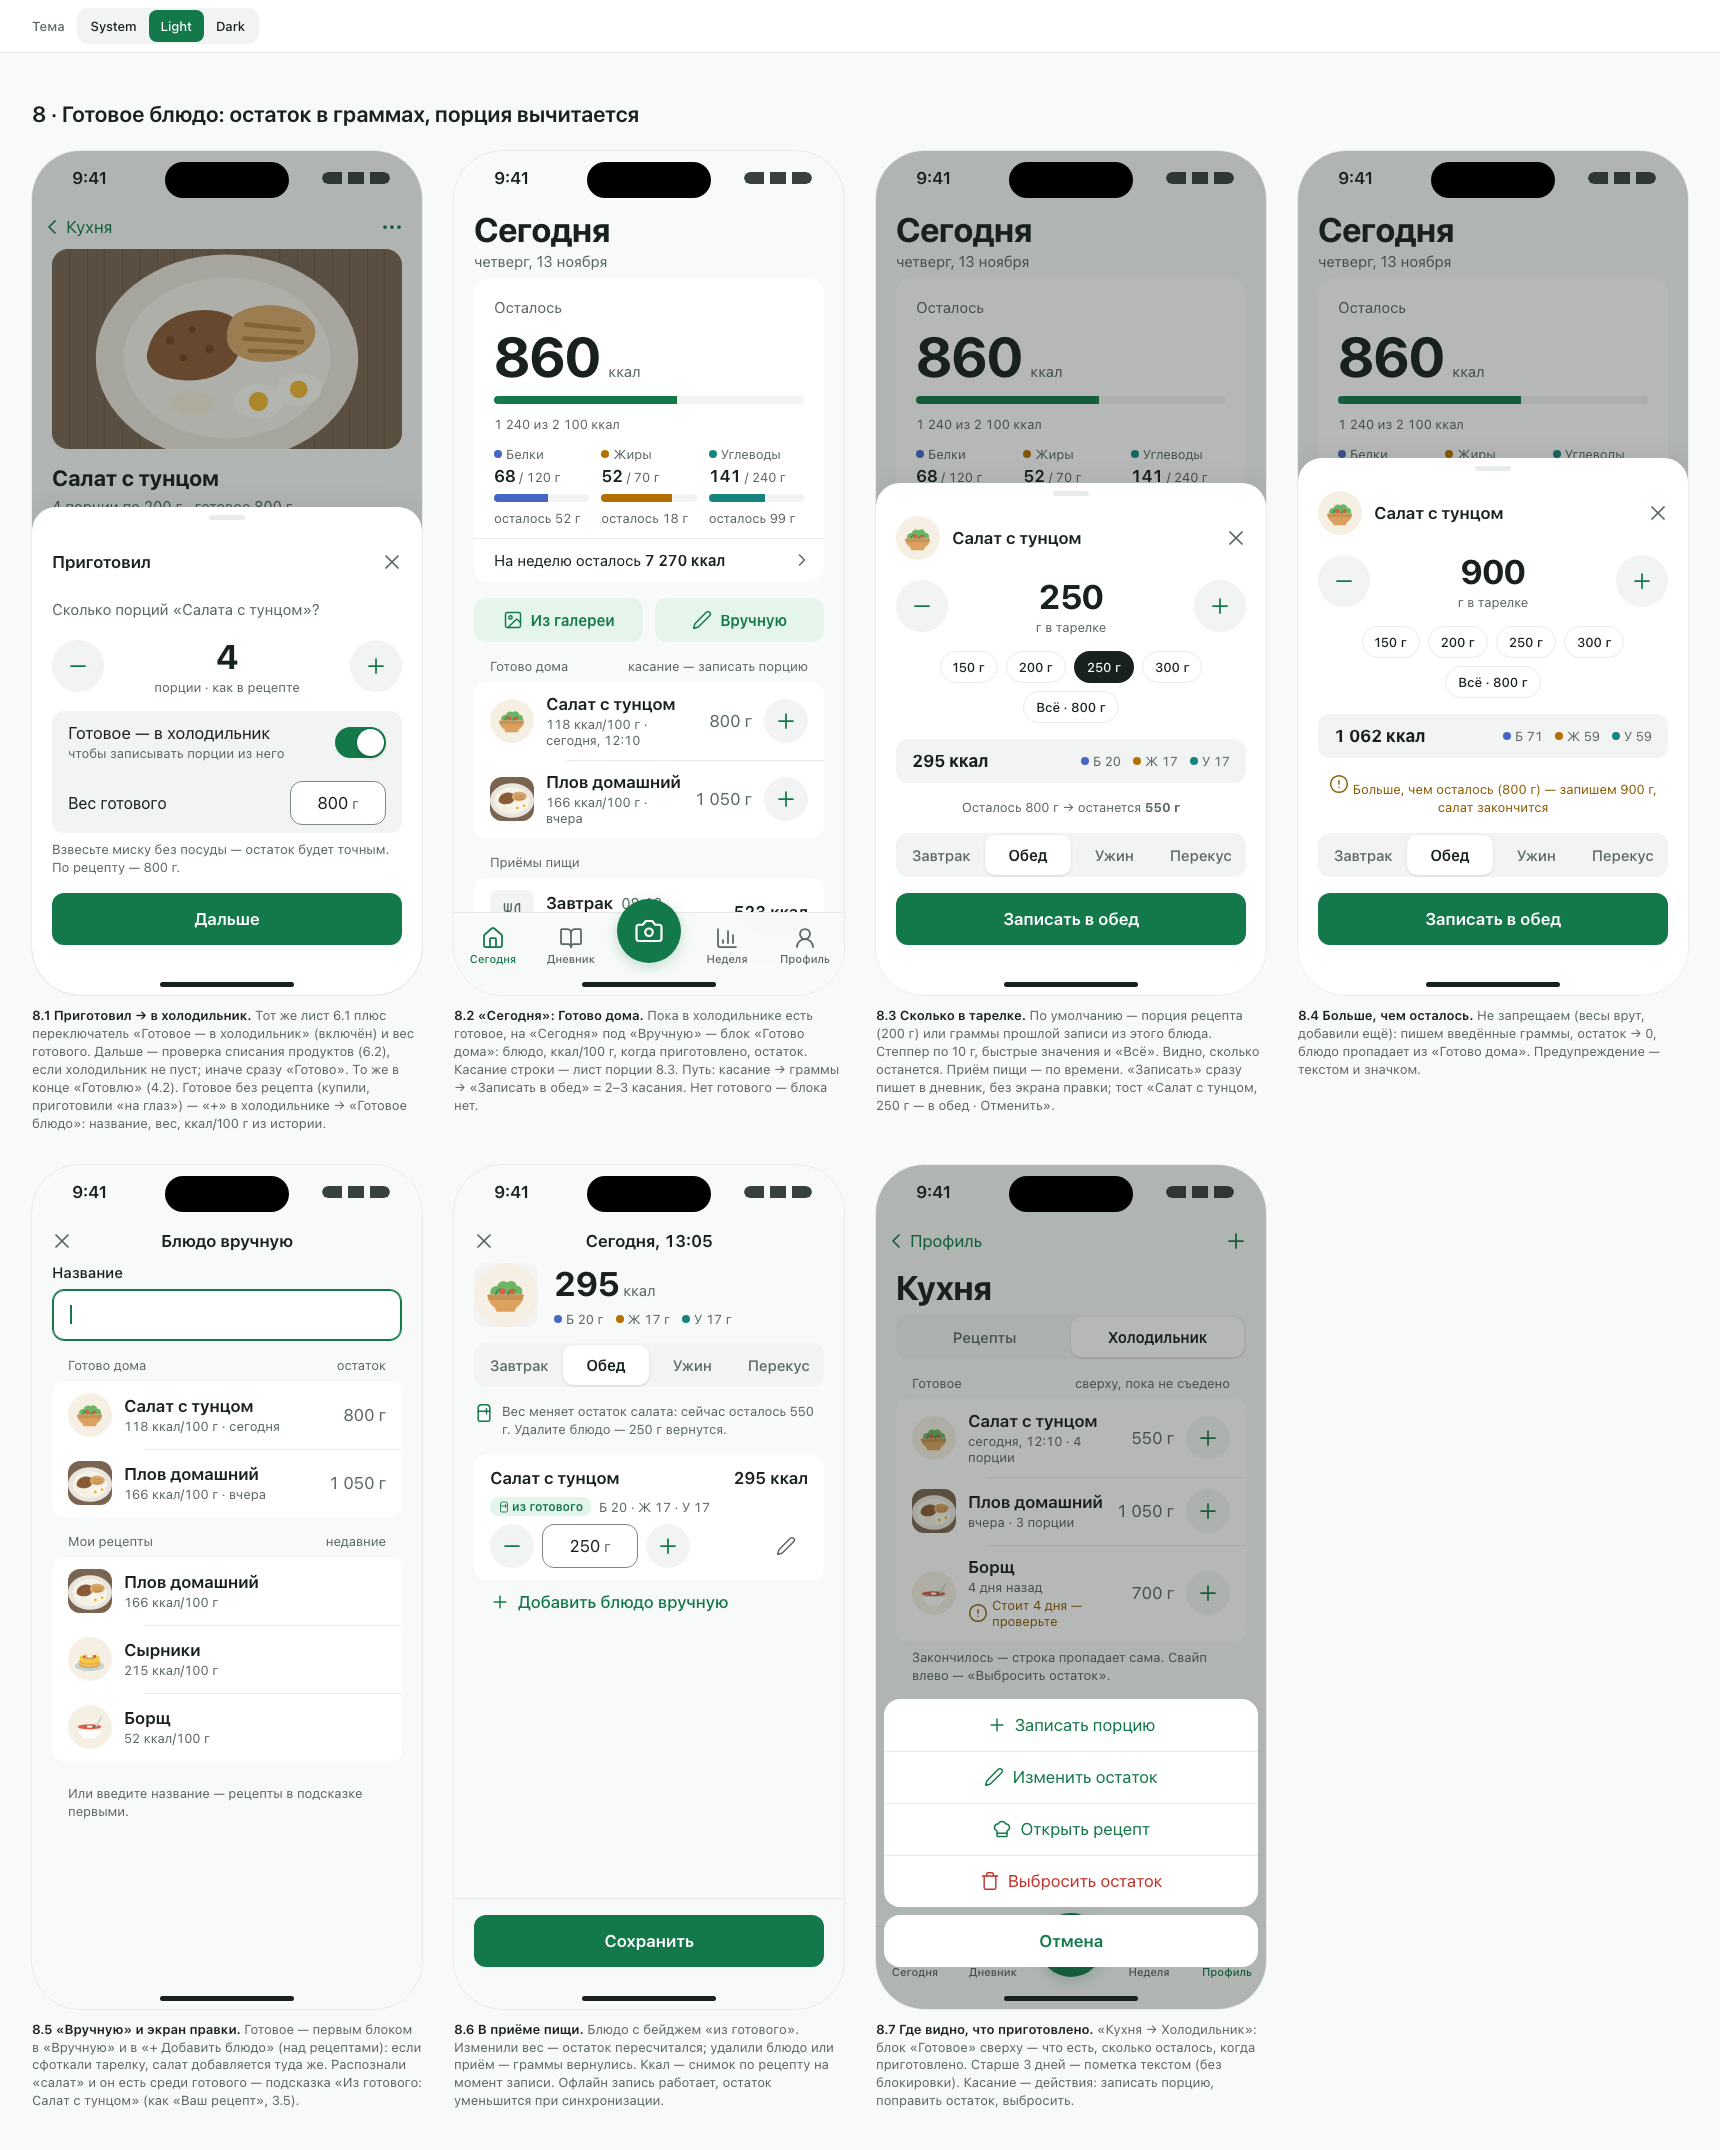 Тема System Light Dark
8 · Готовое блюдо: остаток в граммах, порция вычитается
9:41
Кухня
Салат с тунцом
4 порции по 200 г · готовое 800 г
Приготовил
Сколько порций «Салата с тунцом»?
4
порции · как в рецепте
Готовое — в холодильник
чтобы записывать порции из него
Вес готового 800 г
Взвесьте миску без посуды — остаток будет точным.
По рецепту — 800 г.
Дальше
8.1 Приготовил → в холодильник. Тот же лист 6.1 плюс
переключатель «Готовое — в холодильник» (включён) и вес
готового. Дальше — проверка списания продуктов (6.2),
если холодильник не пуст; иначе сразу «Готово». То же в
конце «Готовлю» (4.2). Готовое без рецепта (купили,
приготовили «на глаз») — «+» в холодильнике → «Готовое
блюдо»: название, вес, ккал/100 г из истории.
9:41
Сегодня
четверг, 13 ноября
Осталось
860 ккал
1 240 из 2 100 ккал
Белки Жиры Углеводы
68 / 120 г 52 / 70 г 141 / 240 г
осталось 52 г осталось 18 г осталось 99 г
На неделю осталось 7 270 ккал
Из галереи Вручную
Готово дома касание — записать порцию
Салат с тунцом
118 ккал/100 г ·
сегодня, 12:10
800 г
Плов домашний
166 ккал/100 г ·
вчера
1 050 г
Приёмы пищи
Завтрак
523 ккал
Сегодня Дневник Неделя Профиль
8.2 «Сегодня»: Готово дома. Пока в холодильнике есть
готовое, на «Сегодня» под «Вручную» — блок «Готово
дома»: блюдо, ккал/100 г, когда приготовлено, остаток.
Касание строки — лист порции 8.3. Путь: касание → граммы
→ «Записать в обед» = 2–3 касания. Нет готового — блока
нет.
9:41
Сегодня
четверг, 13 ноября
Осталось
860 ккал
1 240 из 2 100 ккал
Белки Жиры Углеводы
68 / 120 г 52 / 70 г 141 / 240 г
Салат с тунцом
250
г в тарелке
150 г 200 г 250 г 300 г
Всё · 800 г
295 ккал Б 20 Ж 17 У 17
Осталось 800 г → останется 550 г
Завтрак Обед Ужин Перекус
Записать в обед
8.3 Сколько в тарелке. По умолчанию — порция рецепта
(200 г) или граммы прошлой записи из этого блюда.
Степпер по 10 г, быстрые значения и «Всё». Видно, сколько
останется. Приём пищи — по времени. «Записать» сразу
пишет в дневник, без экрана правки; тост «Салат с тунцом,
250 г — в обед · Отменить».
9:41
Сегодня
четверг, 13 ноября
Осталось
860 ккал
1 240 из 2 100 ккал
Белки Жиры Углеводы
Салат с тунцом
900
г в тарелке
150 г 200 г 250 г 300 г
Всё · 800 г
1 062 ккал Б 71 Ж 59 У 59
Больше, чем осталось (800 г) — запишем 900 г,
салат закончится
Завтрак Обед Ужин Перекус
Записать в обед
8.4 Больше, чем осталось. Не запрещаем (весы врут,
добавили ещё): пишем введённые граммы, остаток → 0,
блюдо пропадает из «Готово дома». Предупреждение —
текстом и значком.
9:41
Блюдо вручную
Название
Готово дома остаток
Салат с тунцом
118 ккал/100 г · сегодня
800 г
Плов домашний
166 ккал/100 г · вчера
1 050 г
Мои рецепты недавние
Плов домашний
166 ккал/100 г
Сырники
215 ккал/100 г
Борщ
52 ккал/100 г
Или введите название — рецепты в подсказке
первыми.
8.5 «Вручную» и экран правки. Готовое — первым блоком
в «Вручную» и в «+ Добавить блюдо» (над рецептами): если
сфоткали тарелку, салат добавляется туда же. Распознали
«салат» и он есть среди готового — подсказка «Из готового:
Салат с тунцом» (как «Ваш рецепт», 3.5).
9:41
Сегодня, 13:05
295 ккал
Б 20 г Ж 17 г У 17 г
Завтрак Обед Ужин Перекус
Вес меняет остаток салата: сейчас осталось 550
г. Удалите блюдо — 250 г вернутся.
Салат с тунцом 295 ккал
из готового Б 20 · Ж 17 · У 17
250 г
Добавить блюдо вручную
Сохранить
8.6 В приёме пищи. Блюдо с бейджем «из готового».
Изменили вес — остаток пересчитался; удалили блюдо или
приём — граммы вернулись. Ккал — снимок по рецепту на
момент записи. Офлайн запись работает, остаток
уменьшится при синхронизации.
9:41
Профиль
Кухня
Рецепты Холодильник
Готовое сверху, пока не съедено
Салат с тунцом
сегодня, 12:10 · 4
порции
550 г
Плов домашний
вчера · 3 порции
1 050 г
Борщ
4 дня назад
Стоит 4 дня —
проверьте
700 г
Закончилось — строка пропадает сама. Свайп
влево — «Выбросить остаток».
Записать порцию
Изменить остаток
Открыть рецепт
Выбросить остаток
Отмена
Сегодня Дневник Неделя Профиль
8.7 Где видно, что приготовлено. «Кухня → Холодильник»:
блок «Готовое» сверху — что есть, сколько осталось, когда
приготовлено. Старше 3 дней — пометка текстом (без
блокировки). Касание — действия: записать порцию,
поправить остаток, выбросить.